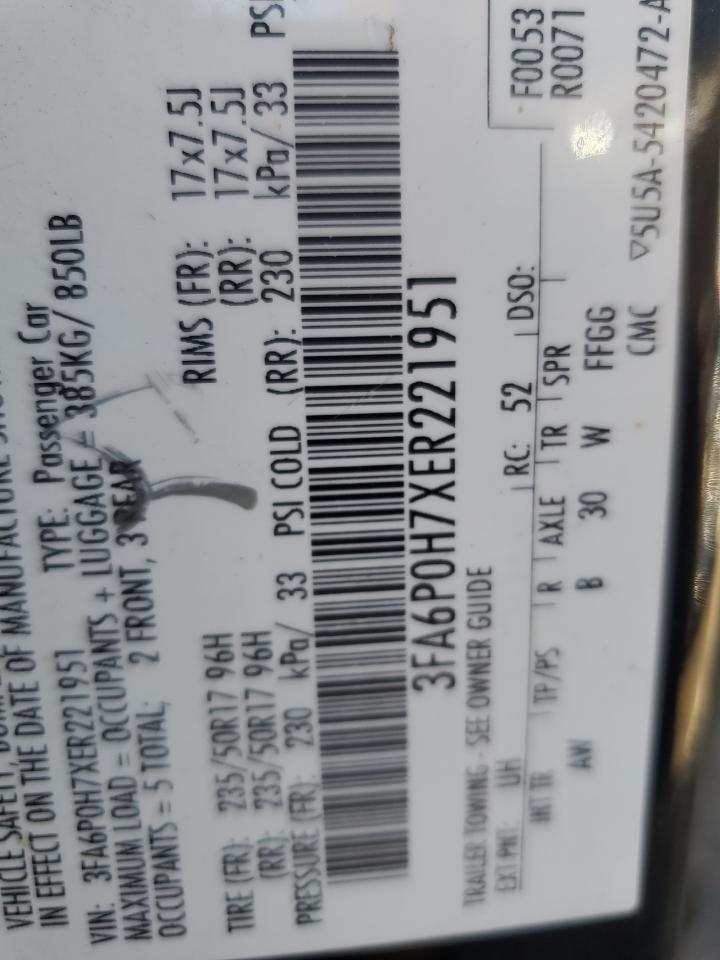 VEHICLE SAFETY,
IN EFFECT ON THE DATE OF MANUFACTURE
VIN: 3FA6P0H7XER221951 TYPE: Passenger Car
MAXIMUM LOAD = OCCUPANTS + LUGGAGE = 385KG/ 850LB
OCCUPANTS = 5 TOTAL, 2 FRONT, 3 REAR
TIRE (FR): 235/50R17 96H RIMS (FR): 17x7.5J
(RR): 235/50R17 96H (RR): 17x7.5J
PRESSURE (FR): 230 kPa/ 33 PSI COLD (RR): 230 kPa/ 33 PSI
3FA6P0H7XER221951
TRAILER TOWING - SEE OWNER GUIDE
F0053
R0071
EXT PNT: UH RC: 52 DSO:
INT TR TP/PS R AXLE TR SPR
AW B 30 W FFGG
CMC ▽5U5A-5420472-A